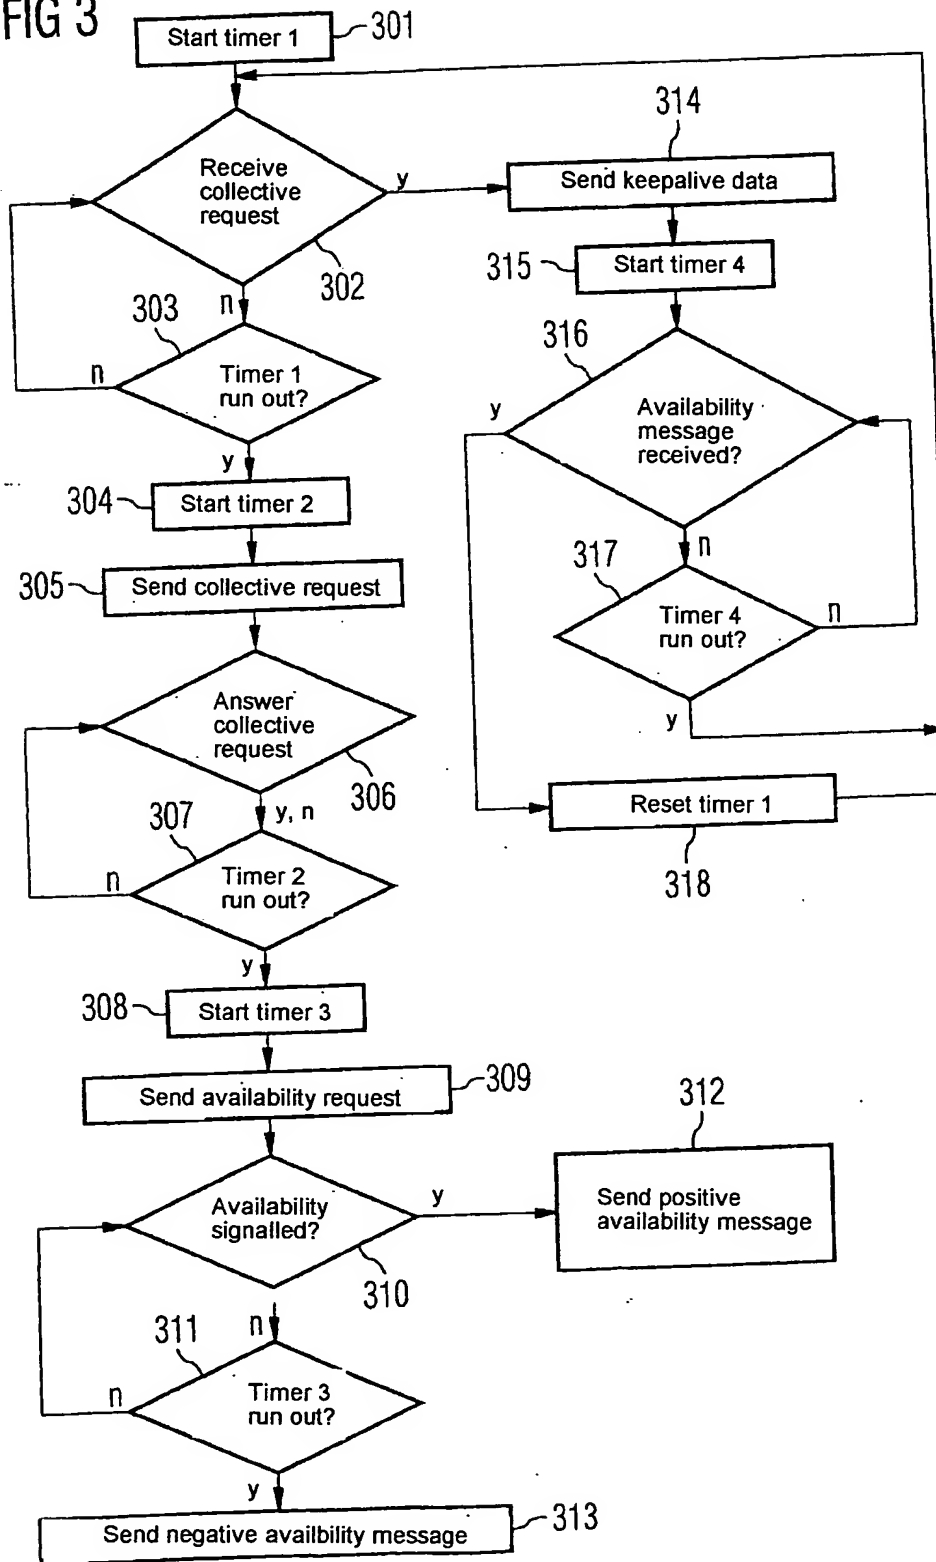 FIG 3
Start timer 1
301
Receive
collective
request
302
y
n
314
Send keepalive data
315
Start timer 4
303
Timer 1
run out?
n
y
316
Availability
message
received?
y
n
304
Start timer 2
305
Send collective request
317
Timer 4
run out?
n
y
Answer
collective
request
306
y, n
Reset timer 1
318
307
Timer 2
run out?
n
y
308
Start timer 3
Send availability request
309
Availability
signalled?
310
y
n
312
Send positive
availability message
311
Timer 3
run out?
n
y
Send negative availbility message
313